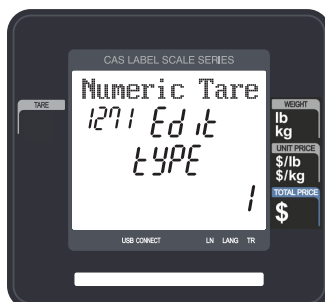 CAS LABEL SCALE SERIES
TARE
Numeric Tare
1271 Edit
tYPE
1
WEIGHT
lb
kg
UNIT PRICE
$/lb
$/kg
TOTAL PRICE
$
USB CONNECT LN LANG TR